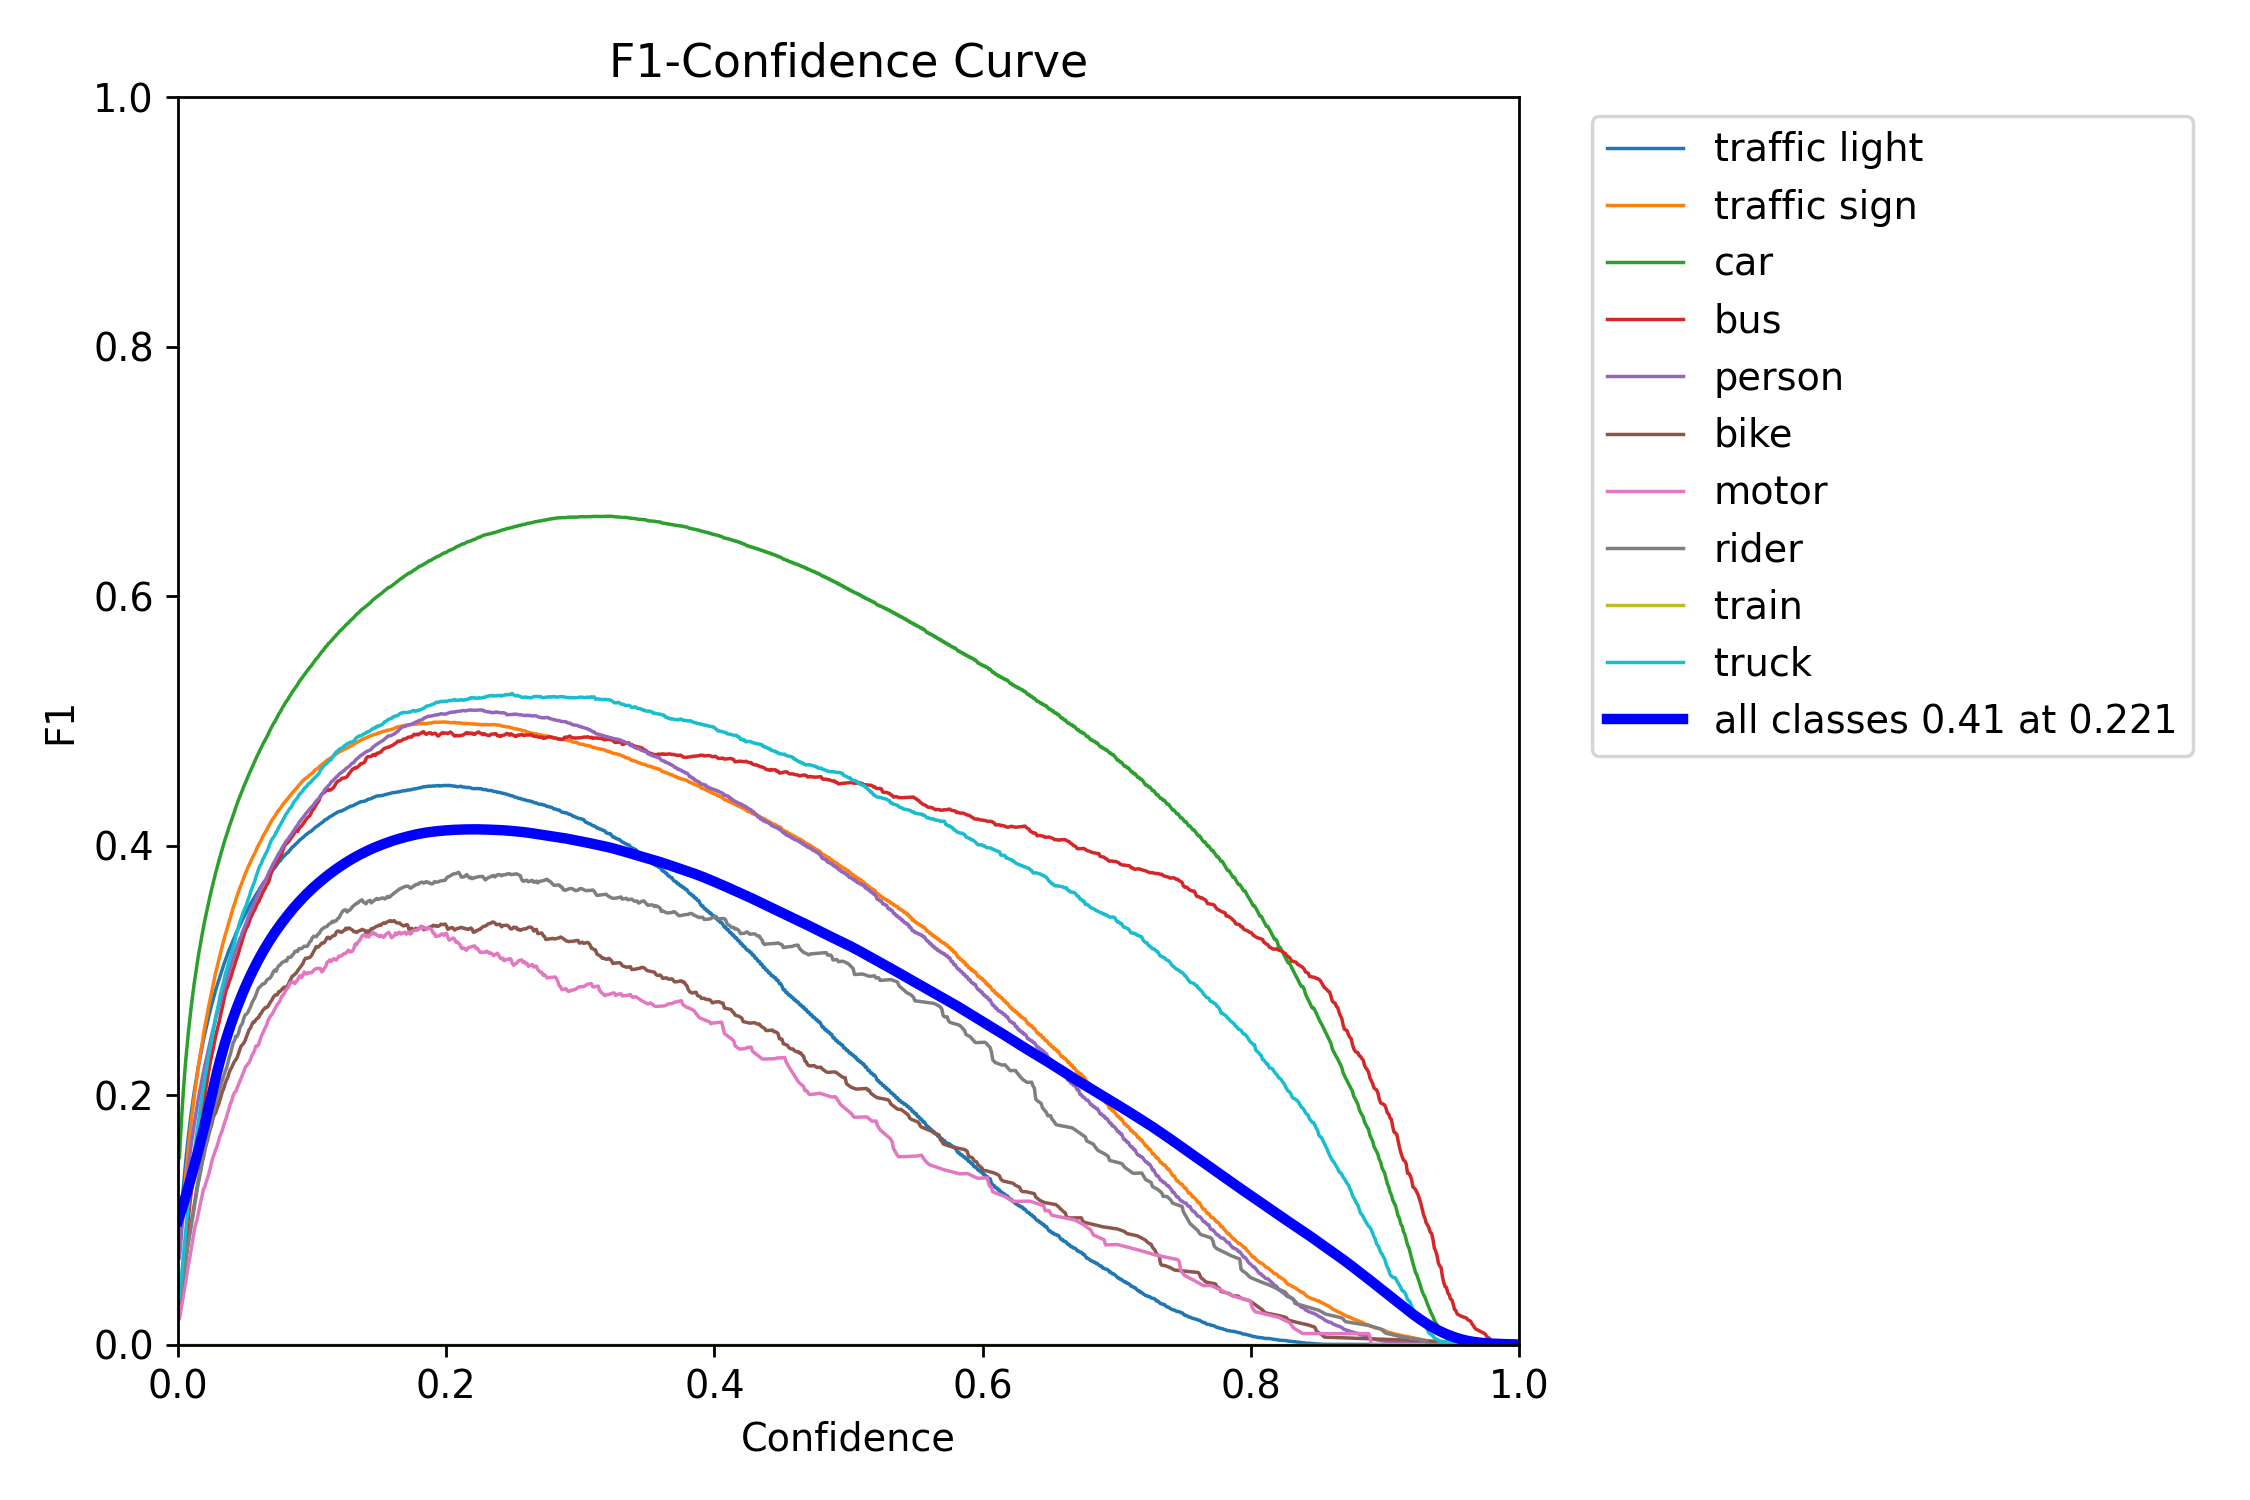 F1-Confidence Curve
1.0
0.8
0.6
0.4
0.2
0.0
F1
0.0 0.2 0.4 0.6 0.8 1.0
Confidence
traffic light
traffic sign
car
bus
person
bike
motor
rider
train
truck
all classes 0.41 at 0.221